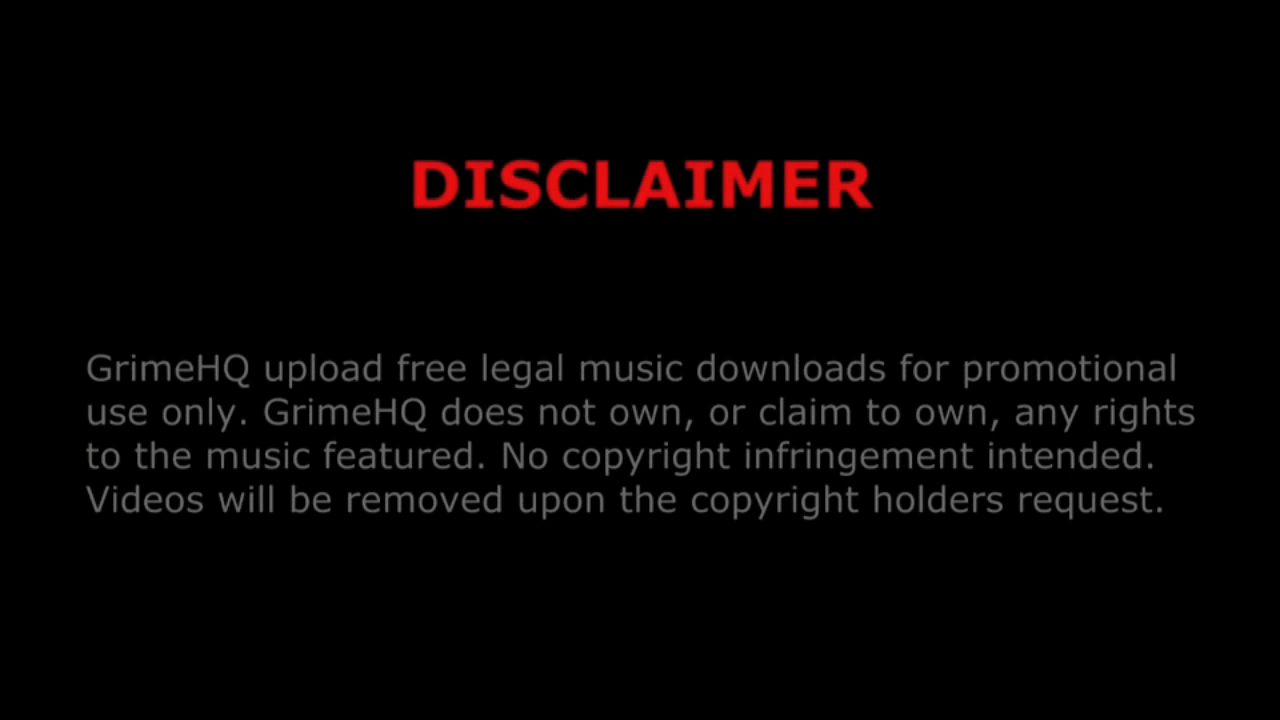 DISCLAIMER
GrimeHQ upload free legal music downloads for promotional
use only. GrimeHQ does not own, or claim to own, any rights
to the music featured. No copyright infringement intended.
Videos will be removed upon the copyright holders request.